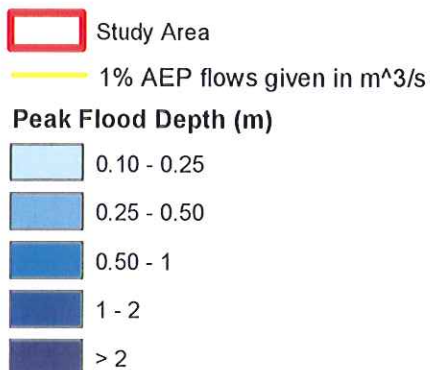 Study Area
1% AEP flows given in m^3/s
Peak Flood Depth (m)
0.10 - 0.25
0.25 - 0.50
0.50 - 1
1 - 2
> 2